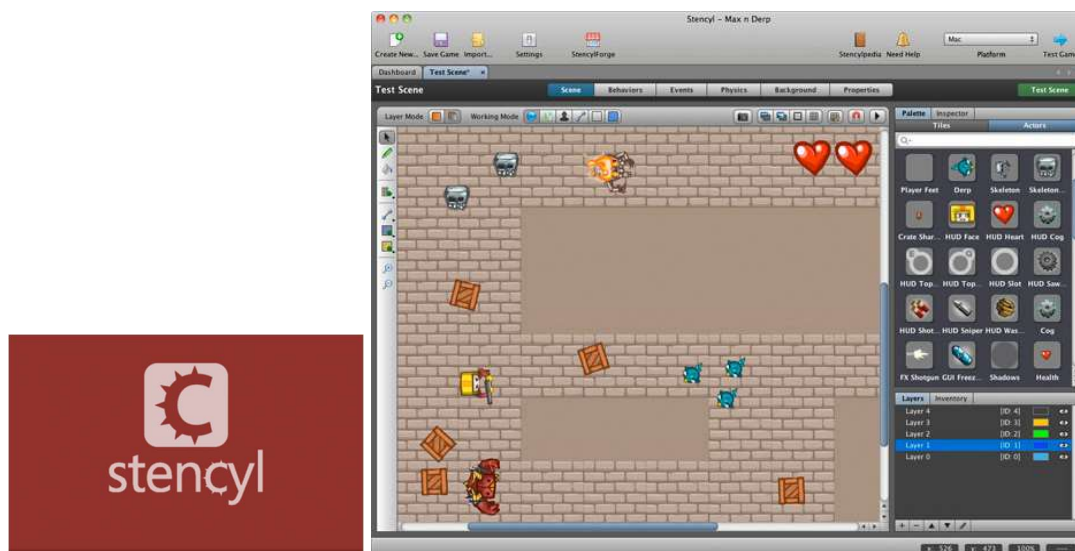 stencyl
Stencyl - Max n Derp
Create New... Save Game Import... Settings StencylForge Stencylpedia Need Help Mac Platform Test Game
Dashboard Test Scene* ×
Test Scene Scene Behaviors Events Physics Background Properties Test Scene
Layer Mode Working Mode
Palette Inspector
Tiles Actors
Player Feet Derp Skeleton Skeleton...
Crate Shar... HUD Face HUD Heart HUD Cog
HUD Top... HUD Top... HUD Slot HUD Saw...
HUD Shot... HUD Sniper HUD Was... Cog
FX Shotgun GUI Freez... Shadows Health
Layers Inventory
Layer 4 [ID: 4]
Layer 3 [ID: 3]
Layer 2 [ID: 2]
Layer 1 [ID: 1]
Layer 0 [ID: 0]
x: 526 y: 473 100%